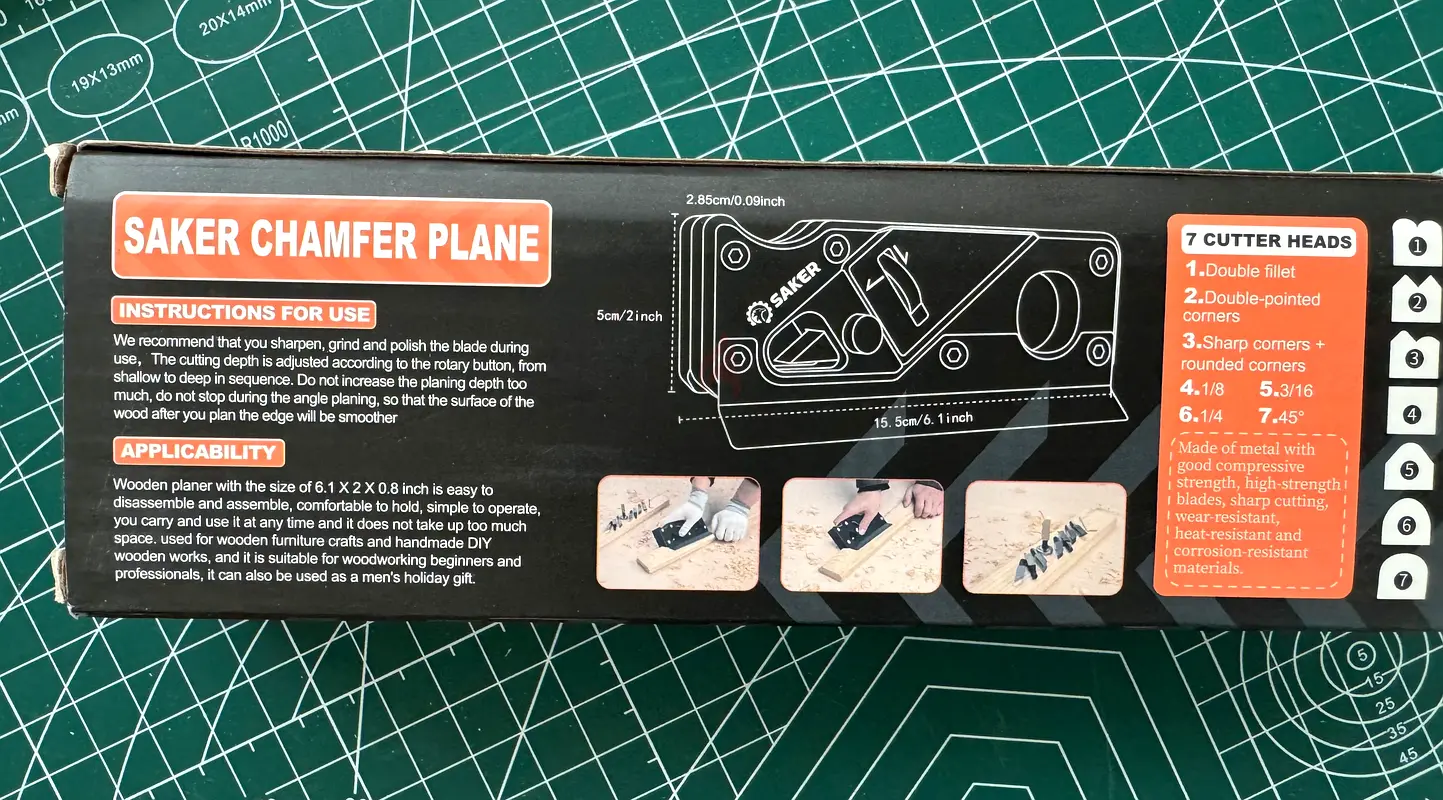 20X14mm
19X13mm
R1000
SAKER CHAMFER PLANE
INSTRUCTIONS FOR USE
We recommend that you sharpen, grind and polish the blade during
use，The cutting depth is adjusted according to the rotary button, from
shallow to deep in sequence. Do not increase the planing depth too
much, do not stop during the angle planing, so that the surface of the
wood after you plan the edge will be smoother
APPLICABILITY
Wooden planer with the size of 6.1 X 2 X 0.8 inch is easy to
disassemble and assemble, comfortable to hold, simple to operate,
you carry and use it at any time and it does not take up too much
space. used for wooden furniture crafts and handmade DIY
wooden works, and it is suitable for woodworking beginners and
professionals, it can also be used as a men's holiday gift.
2.85cm/0.09inch
5cm/2inch
SAKER
15.5cm/6.1inch
7 CUTTER HEADS
1.Double fillet
2.Double-pointed
corners
3.Sharp corners +
rounded corners
4.1/8 5.3/16
6.1/4 7.45°
Made of metal with
good compressive
strength, high-strength
blades, sharp cutting,
wear-resistant,
heat-resistant and
corrosion-resistant
materials.
1
2
3
4
5
6
7
5
15
25
35
45